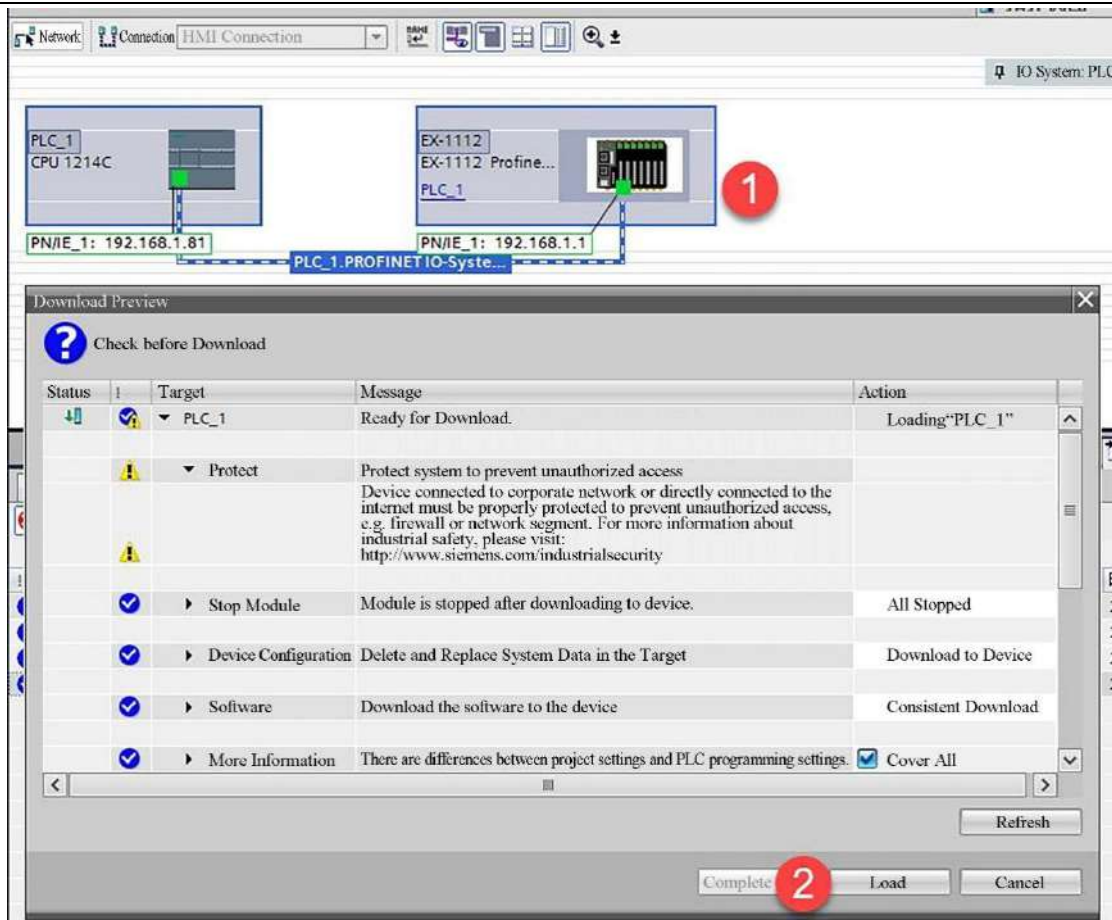 Network
Connection
HMI Connection
IO System: PLC
PLC_1
CPU 1214C
EX-1112
EX-1112 Profine...
PLC_1
1
PN/IE_1: 192.168.1.81
PN/IE_1: 192.168.1.1
PLC_1.PROFINET IO-Syste...
Download Preview
?
Check before Download
Status ! Target Message Action
PLC_1 Ready for Download. Loading“PLC_1”
Protect Protect system to prevent unauthorized access
Device connected to corporate network or directly connected to the
internet must be properly protected to prevent unauthorized access,
e.g. firewall or network segment. For more information about
industrial safety, please visit:
http://www.siemens.com/industrialsecurity
Stop Module Module is stopped after downloading to device. All Stopped
Device Configuration Delete and Replace System Data in the Target Download to Device
Software Download the software to the device Consistent Download
More Information There are differences between project settings and PLC programming settings. Cover All
Refresh
Complete 2 Load Cancel